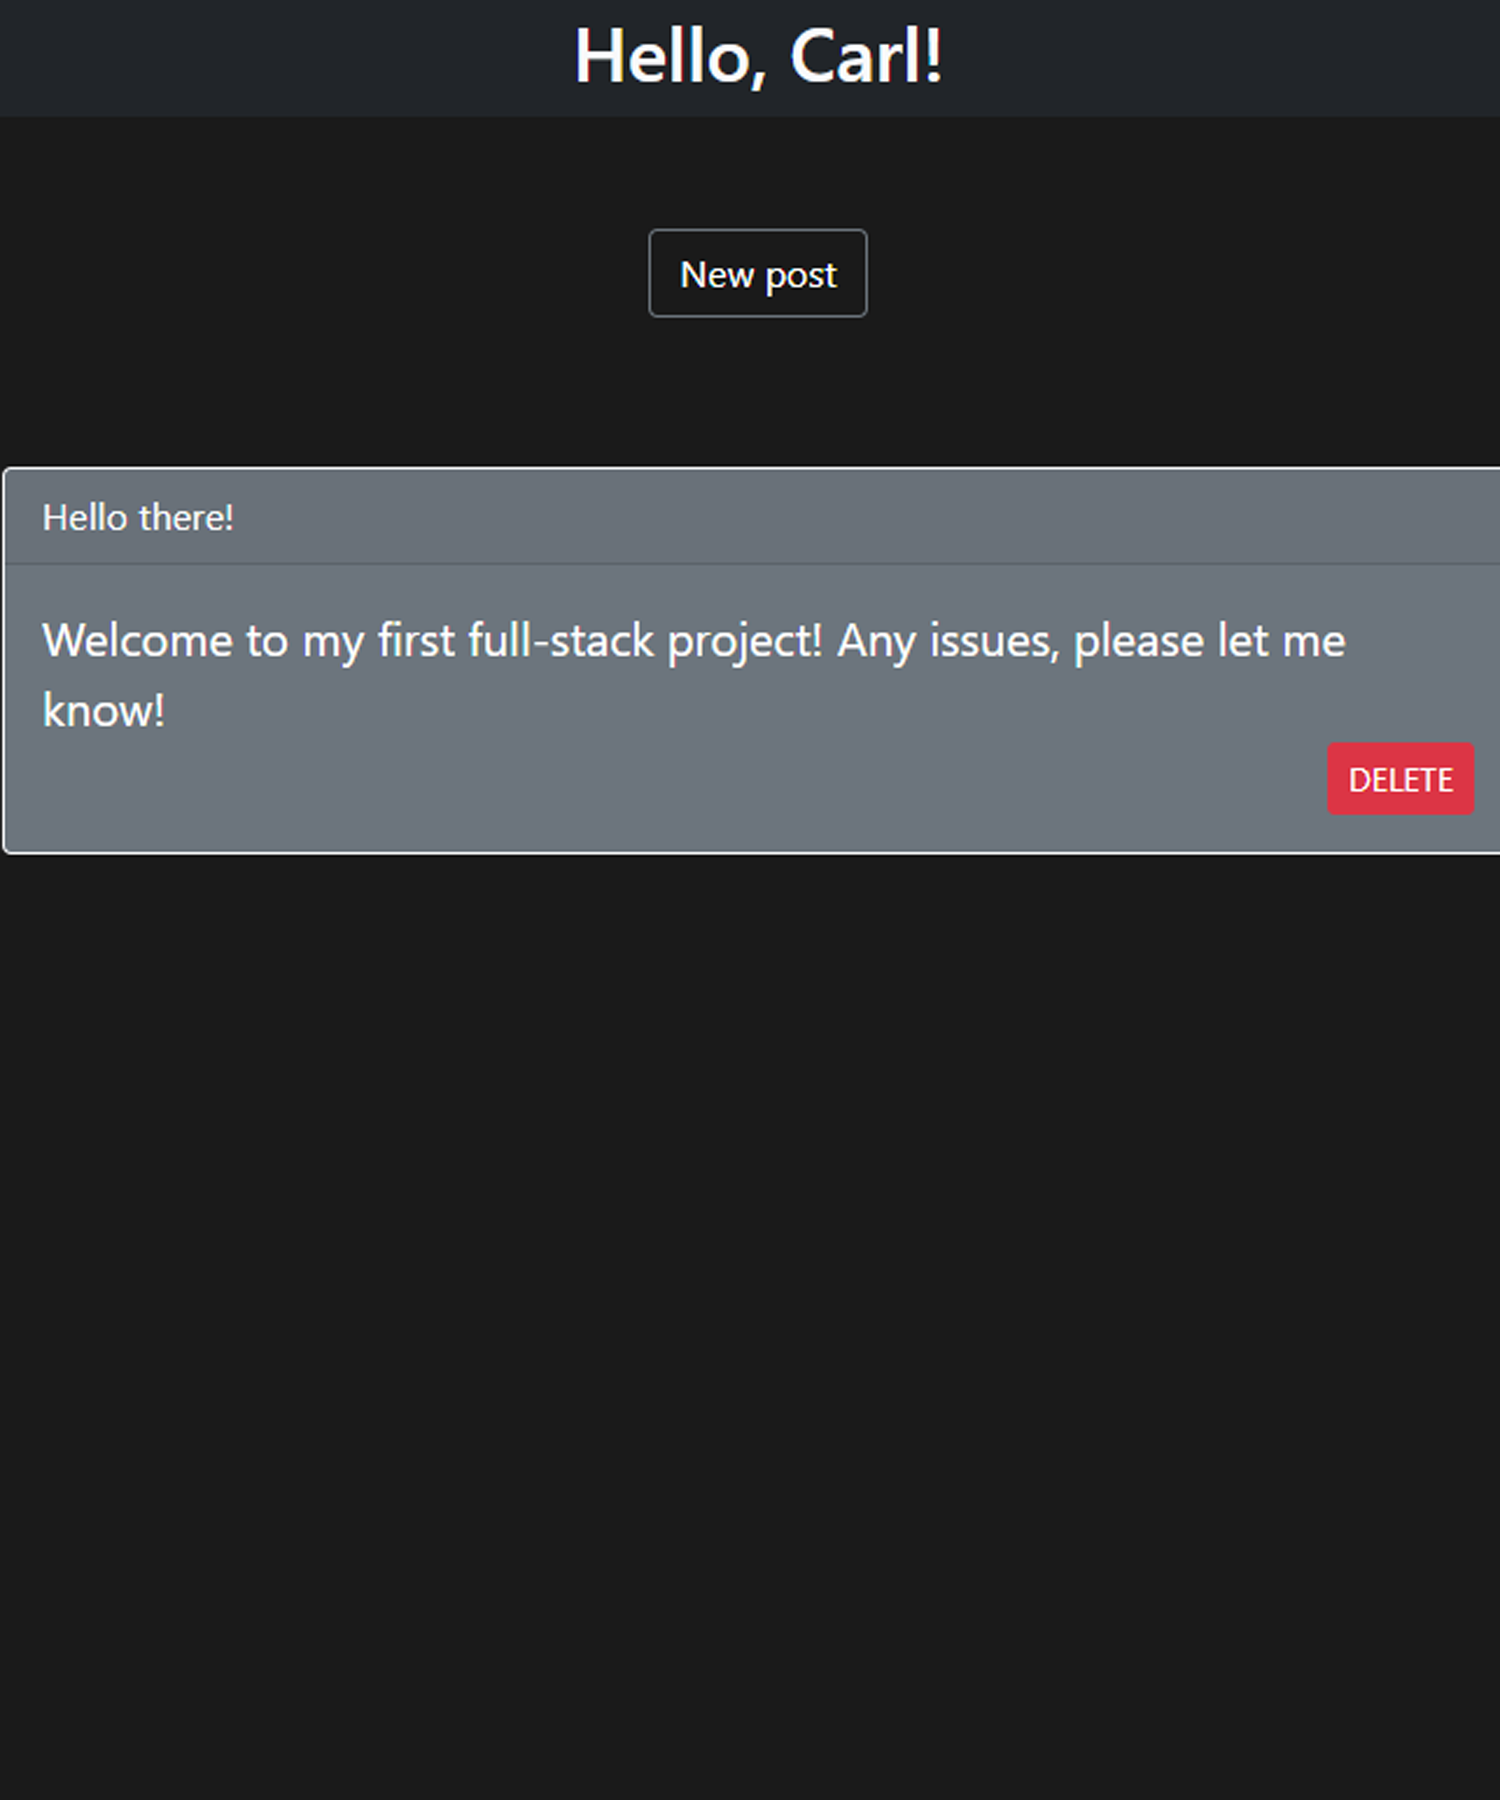 Hello, Carl!
New post
Hello there!
Welcome to my first full-stack project! Any issues, please let me
know!
DELETE